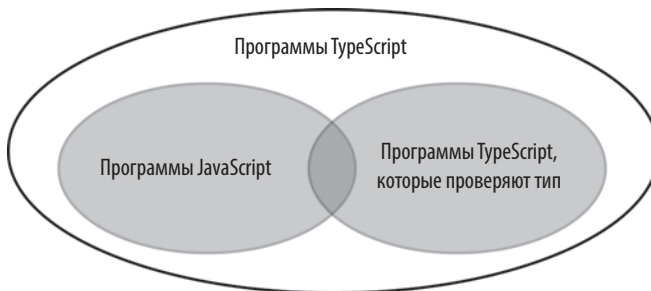 Программы TypeScript
Программы JavaScript
Программы TypeScript,
которые проверяют тип